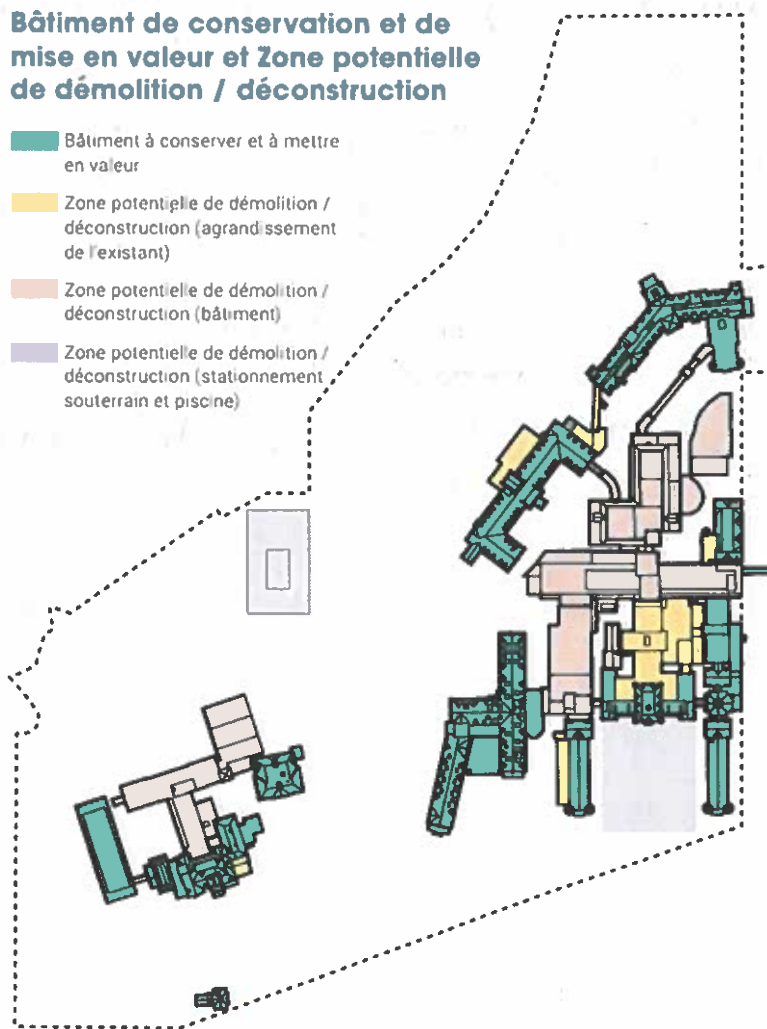 Bâtiment de conservation et de
mise en valeur et Zone potentielle
de démolition / déconstruction
Bâtiment à conserver et à mettre
en valeur
Zone potentielle de démolition /
déconstruction (agrandissement
de l'existant)
Zone potentielle de démolition /
déconstruction (bâtiment)
Zone potentielle de démolition /
déconstruction (stationnement
souterrain et piscine)